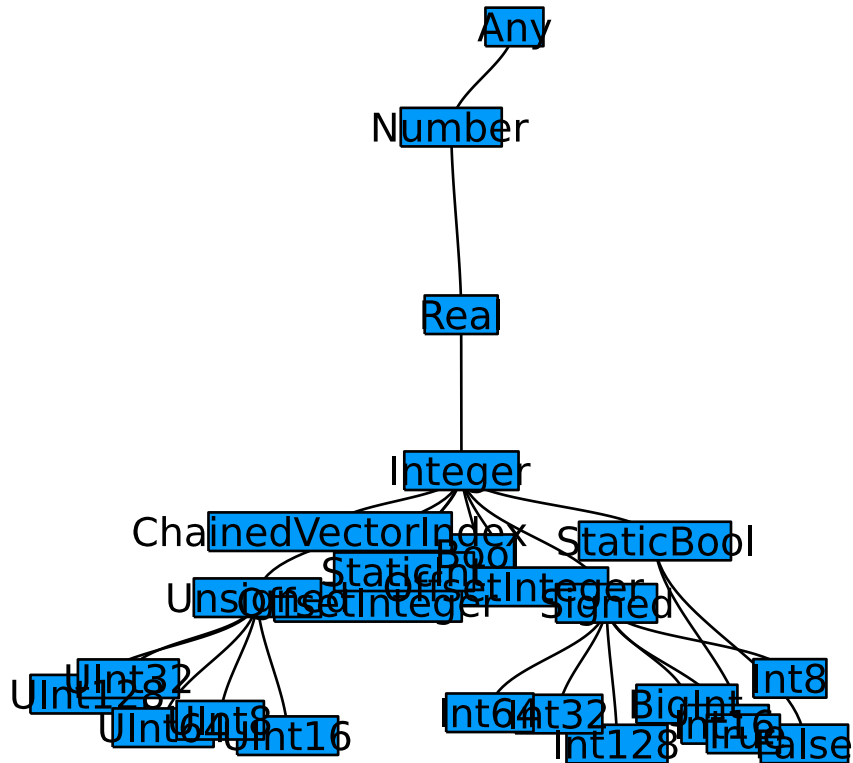 Any
Number
Real
Integer
ChainedVectorIndex
Bool
StaticBool
StaticInt
OffsetInteger
Unsigned
OffsetInteger
Signed
UInt32
Int8
UInt128
BigInt
UInt8
Int64
Int32
Int16
UInt64
UInt16
Int128
True
False